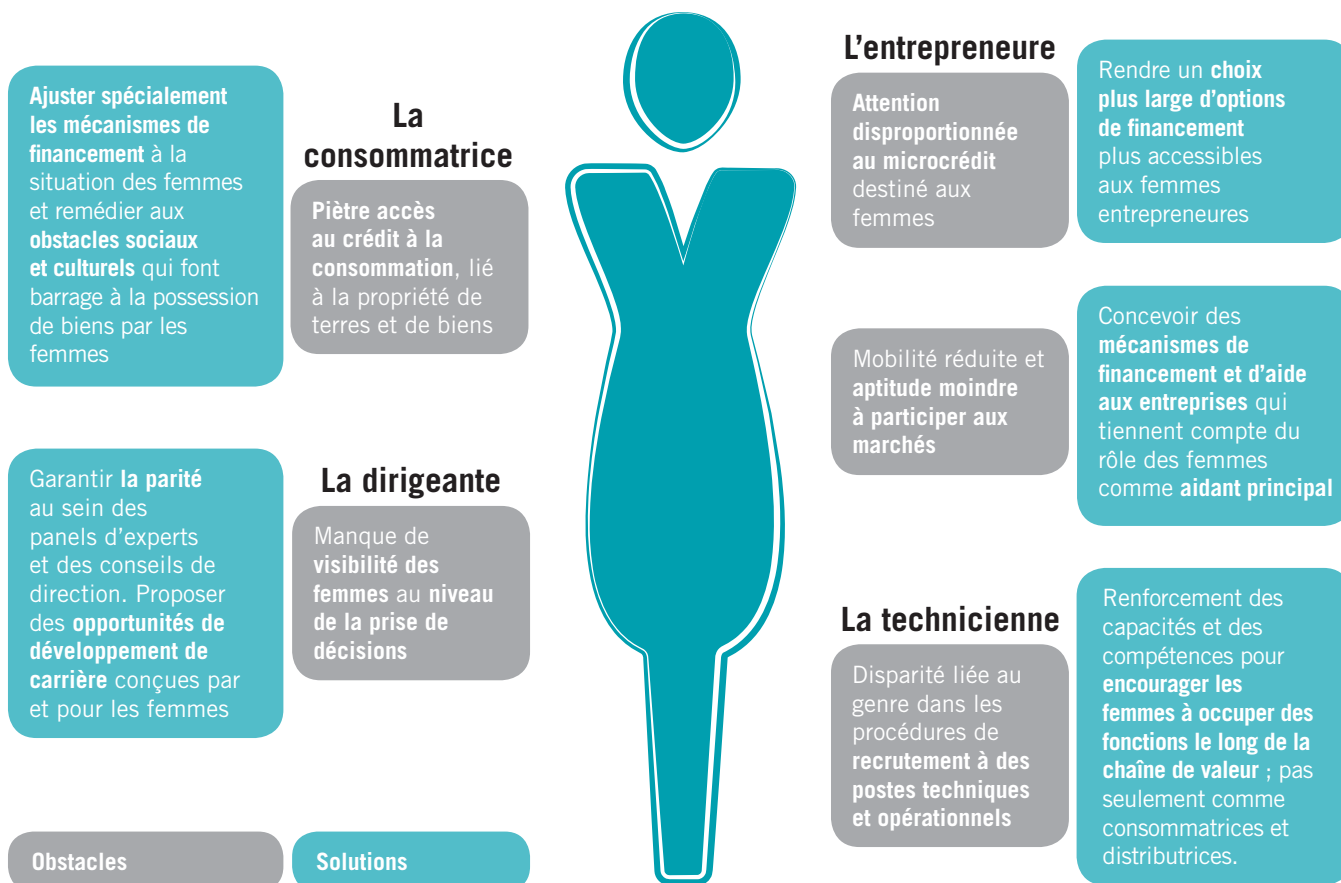 La
consommatrice
Piètre accès
au crédit à la
consommation, lié
à la propriété de
terres et de biens
Ajuster spécialement
les mécanismes de
financement à la
situation des femmes
et remédier aux
obstacles sociaux
et culturels qui font
barrage à la possession
de biens par les
femmes
La dirigeante
Manque de
visibilité des
femmes au niveau
de la prise de
décisions
Garantir la parité
au sein des
panels d'experts
et des conseils de
direction. Proposer
des opportunités de
développement de
carrière conçues par
et pour les femmes
L'entrepreneure
Attention
disproportionnée
au microcrédit
destiné aux
femmes
Rendre un choix
plus large d'options
de financement
plus accessibles
aux femmes
entrepreneures
Mobilité réduite et
aptitude moindre
à participer aux
marchés
Concevoir des
mécanismes de
financement et d'aide
aux entreprises qui
tiennent compte du
rôle des femmes
comme aidant principal
La technicienne
Disparité liée au
genre dans les
procédures de
recrutement à des
postes techniques
et opérationnels
Renforcement des
capacités et des
compétences pour
encourager les
femmes à occuper des
fonctions le long de la
chaîne de valeur ; pas
seulement comme
consommatrices et
distributrices.
Obstacles
Solutions